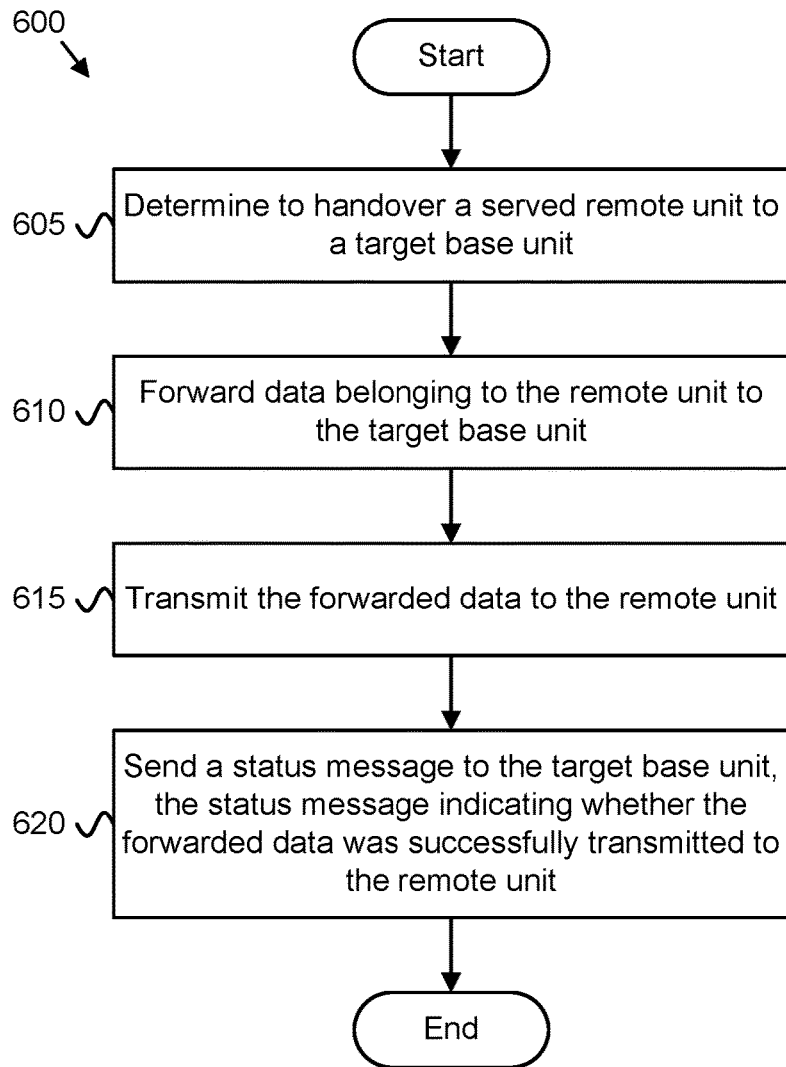 600
Start
605
Determine to handover a served remote unit to
a target base unit
610
Forward data belonging to the remote unit to
the target base unit
615
Transmit the forwarded data to the remote unit
620
Send a status message to the target base unit,
the status message indicating whether the
forwarded data was successfully transmitted to
the remote unit
End